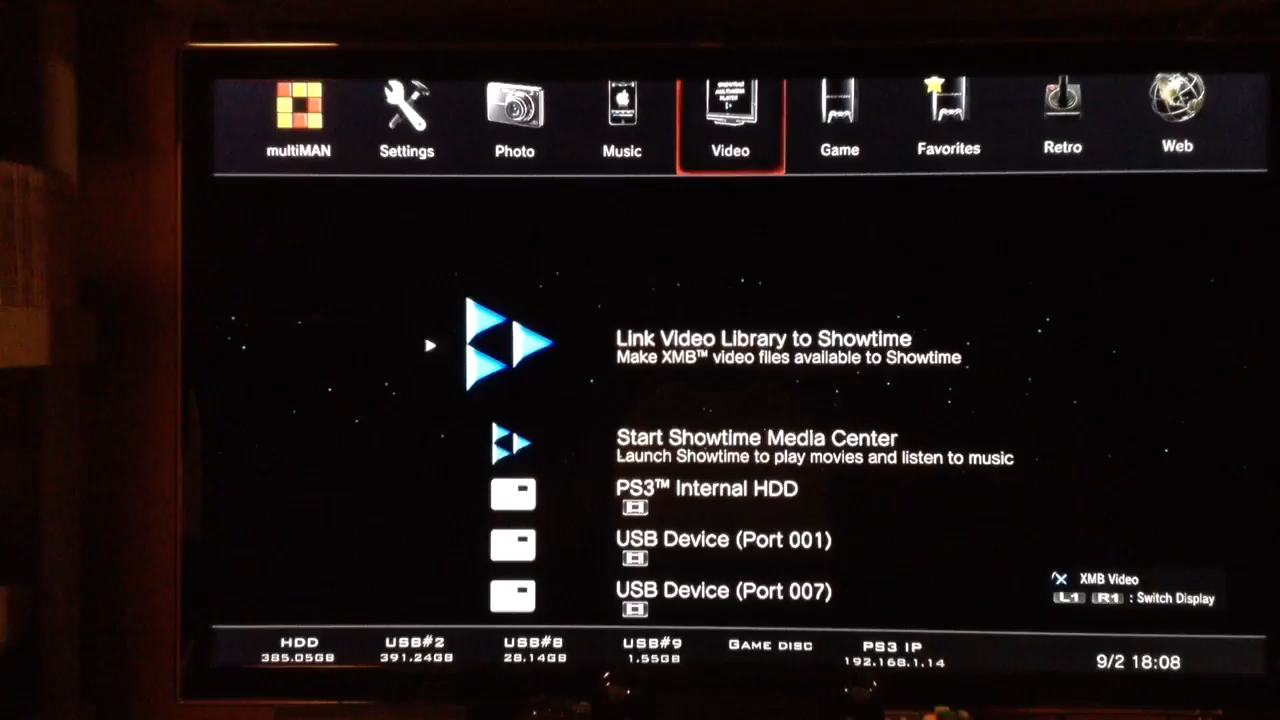 multiMAN Settings Photo Music Video Game Favorites Retro Web
Link Video Library to Showtime
Make XMB™ video files available to Showtime
Start Showtime Media Center
Launch Showtime to play movies and listen to music
PS3™ Internal HDD
USB Device (Port 001)
USB Device (Port 007)
XMB Video
L1 R1 : Switch Display
HDD USB#2 USB#8 USB#9 Game disc PS3 IP
385.05GB 391.24GB 28.14GB 1.55GB 192.168.1.14
9/2 18:08